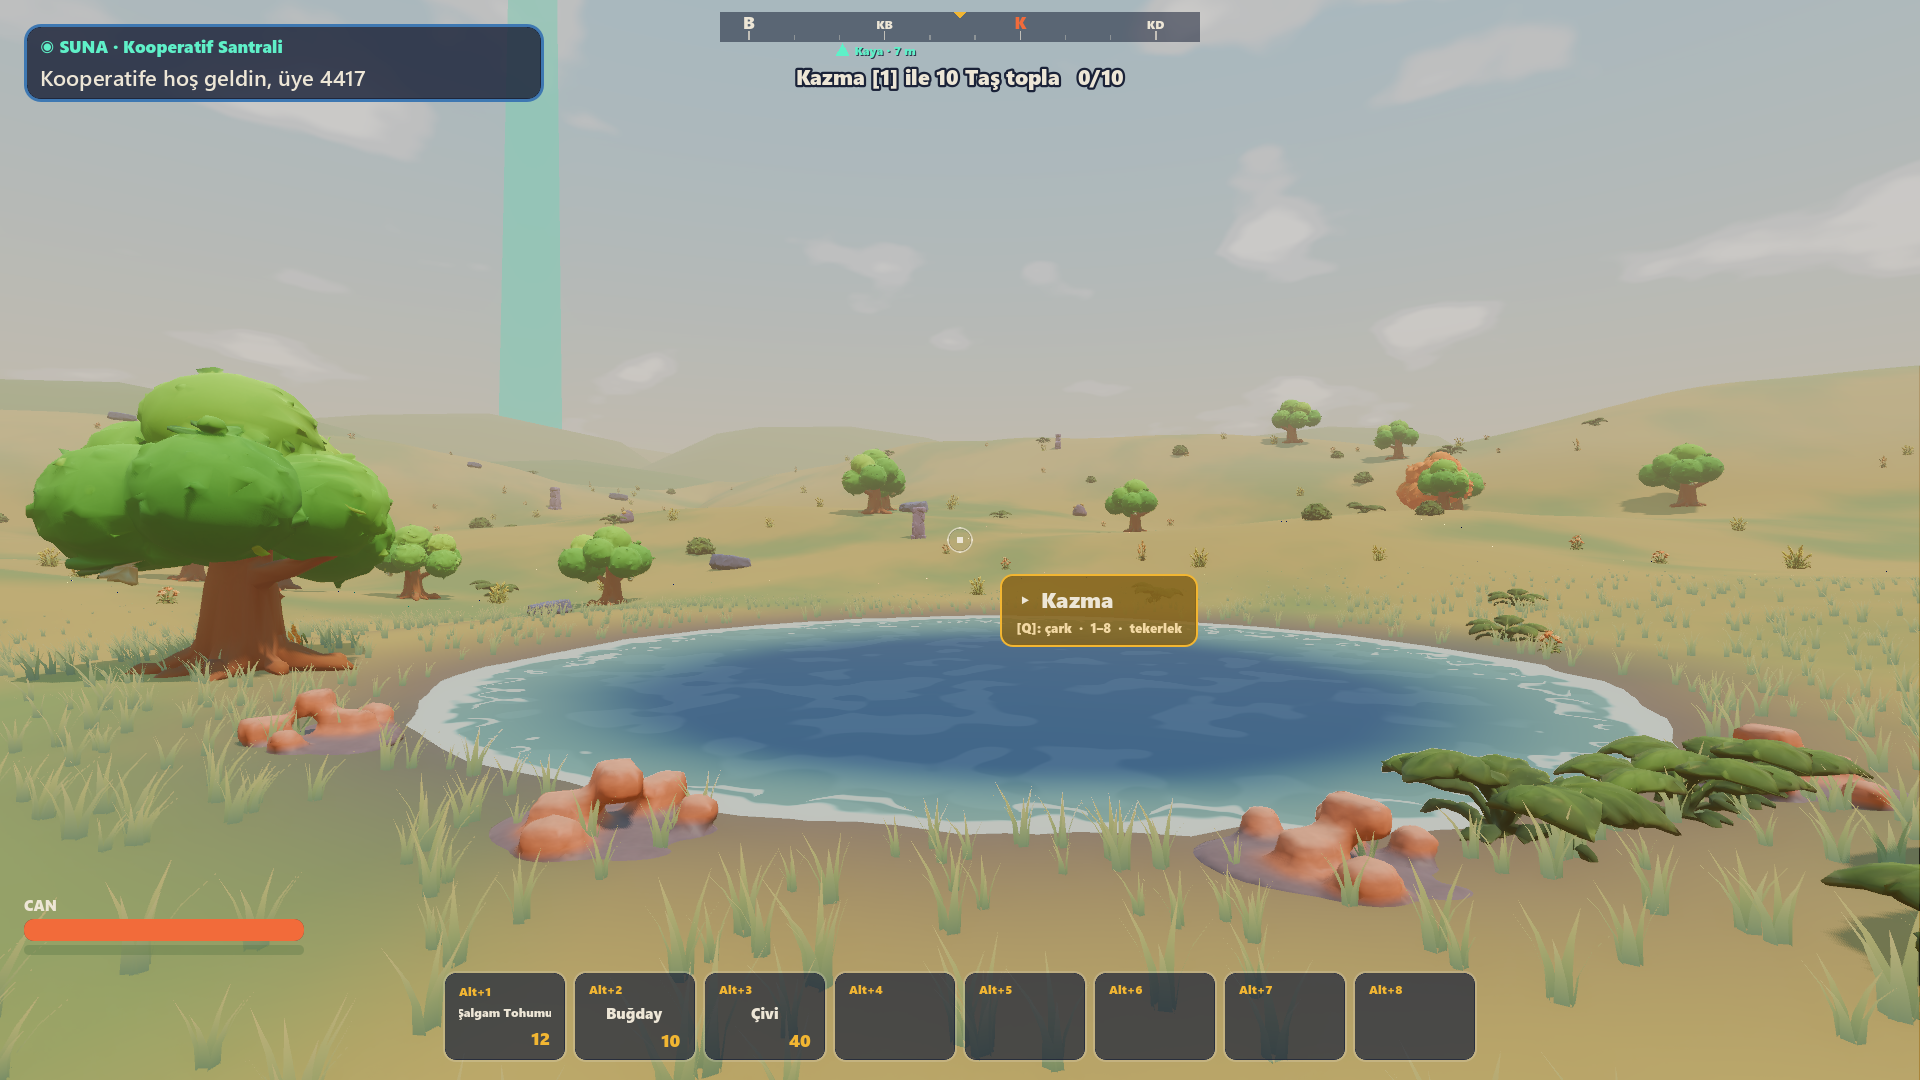 SUNA · Kooperatif Santrali
Kooperatife hoş geldin, üye 4417
B KB K KD
Kaya · 7 m
Kazma [1] ile 10 Taş topla 0/10
Kazma
[Q]: çark · 1–8 · tekerlek
CAN
Alt+1
Şalgam Tohumu
12
Alt+2
Buğday
10
Alt+3
Çivi
40
Alt+4
Alt+5
Alt+6
Alt+7
Alt+8